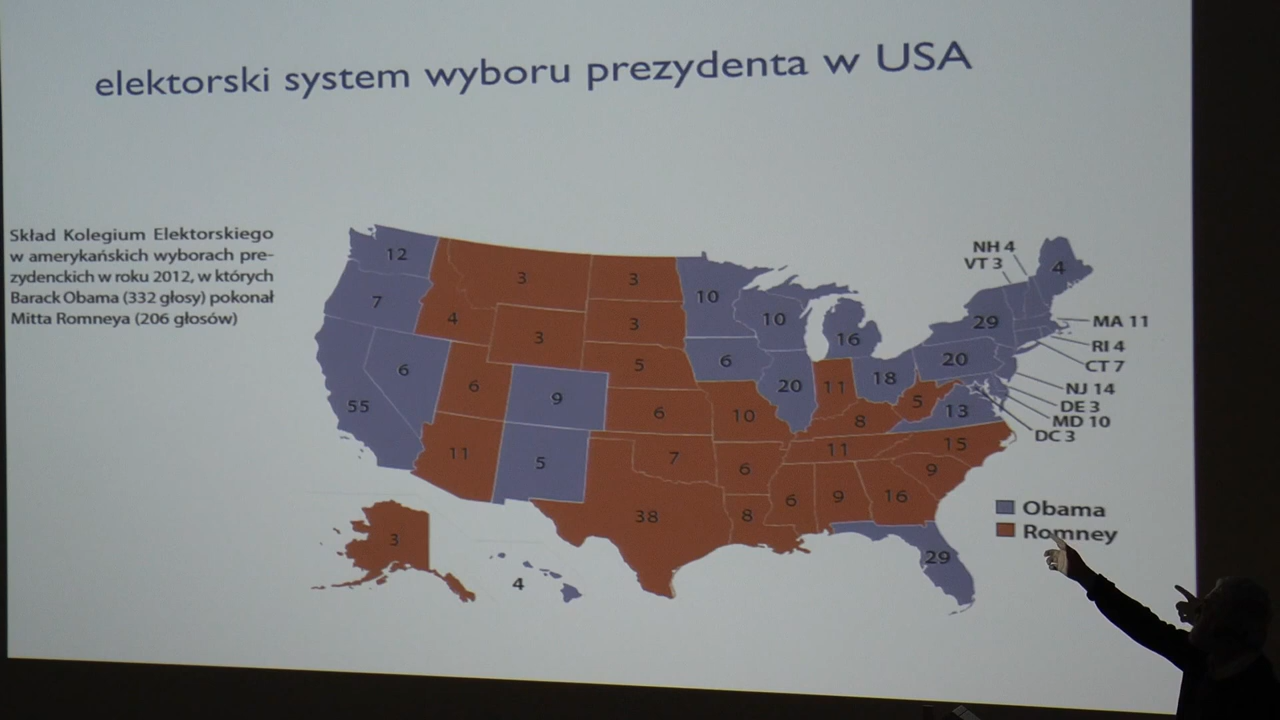 elektorski system wyboru prezydenta w USA
Skład Kolegium Elektorskiego
w amerykańskich wyborach pre-
zydenckich w roku 2012, w których
Barack Obama (332 głosy) pokonał
Mitta Romneya (206 głosów)
12
7
4
3
3
3
3
5
6
6
9
6
55
11
5
7
38
10
10
6
16
20
11
18
10
8
11
6
8
6
9
16
9
15
13
5
20
29
4
29
3
4
NH 4
VT 3
MA 11
RI 4
CT 7
NJ 14
DE 3
MD 10
DC 3
Obama
Romney